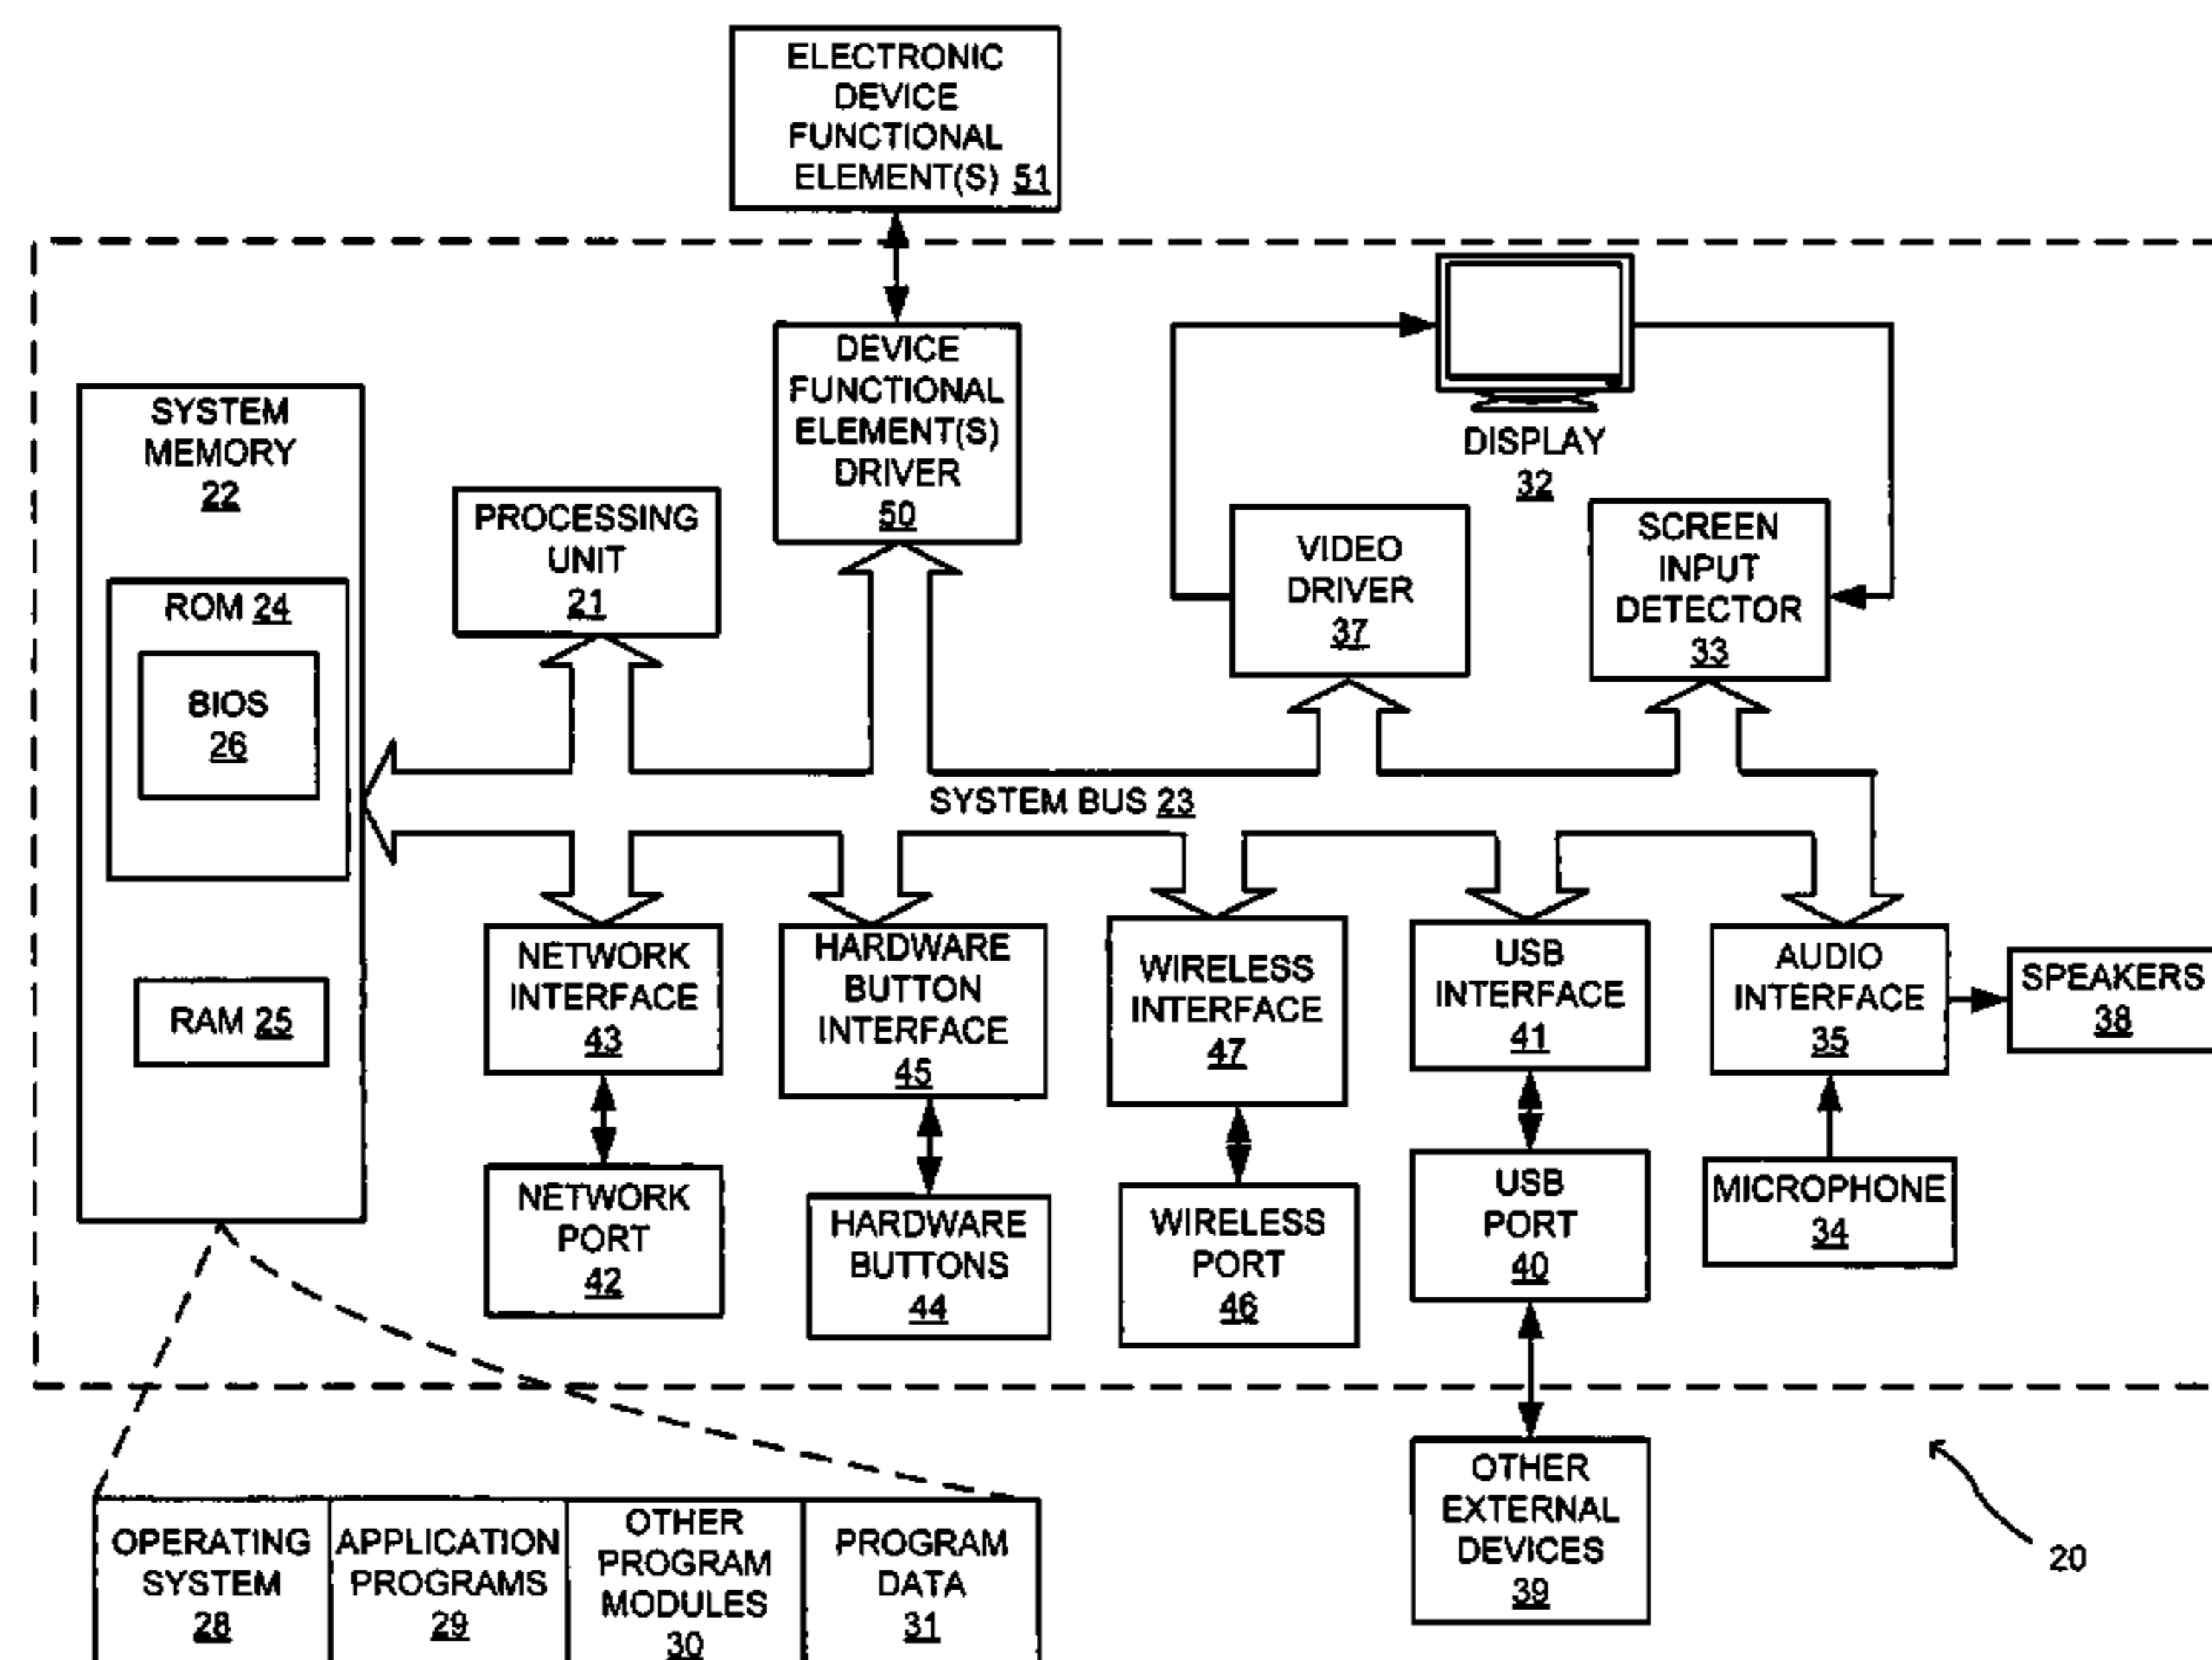 ELECTRONIC
DEVICE
FUNCTIONAL
ELEMENT(S) 51
DEVICE
FUNCTIONAL
ELEMENT(S)
DRIVER
50
DISPLAY
32
SYSTEM
MEMORY
22
ROM 24
BIOS
26
RAM 25
PROCESSING
UNIT
21
VIDEO
DRIVER
37
SCREEN
INPUT
DETECTOR
33
SYSTEM BUS 23
NETWORK
INTERFACE
43
HARDWARE
BUTTON
INTERFACE
45
WIRELESS
INTERFACE
47
USB
INTERFACE
41
AUDIO
INTERFACE
35
SPEAKERS
38
NETWORK
PORT
42
HARDWARE
BUTTONS
44
WIRELESS
PORT
46
USB
PORT
40
MICROPHONE
34
OPERATING
SYSTEM
28
APPLICATION
PROGRAMS
29
OTHER
PROGRAM
MODULES
30
PROGRAM
DATA
31
OTHER
EXTERNAL
DEVICES
39
20